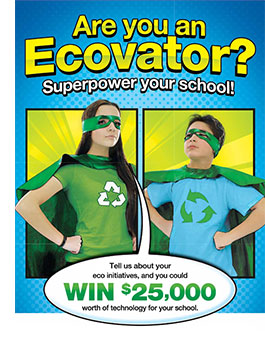 Are you an
Ecovator?
Superpower your school!
Tell us about your
eco initiatives, and you could
WIN $25,000
worth of technology for your school.